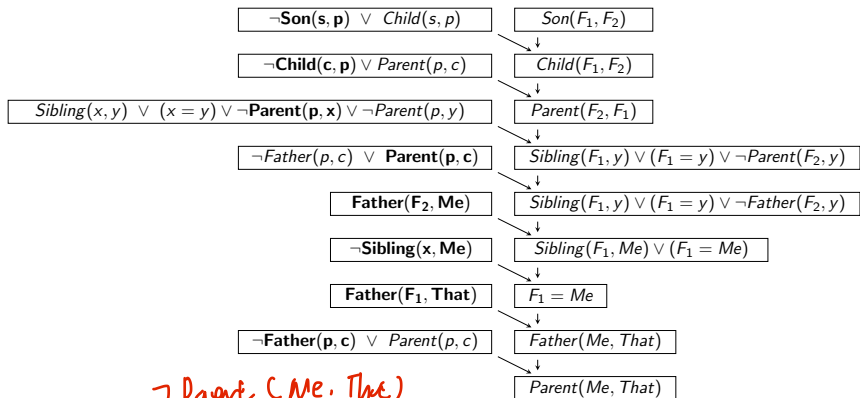 ¬Son(s, p) ∨ Child(s, p) Son(F₁, F₂)
¬Child(c, p) ∨ Parent(p, c) Child(F₁, F₂)
Sibling(x, y) ∨ (x = y) ∨ ¬Parent(p, x) ∨ ¬Parent(p, y) Parent(F₂, F₁)
¬Father(p, c) ∨ Parent(p, c) Sibling(F₁, y) ∨ (F₁ = y) ∨ ¬Parent(F₂, y)
Father(F₂, Me) Sibling(F₁, y) ∨ (F₁ = y) ∨ ¬Father(F₂, y)
¬Sibling(x, Me) Sibling(F₁, Me) ∨ (F₁ = Me)
Father(F₁, That) F₁ = Me
¬Father(p, c) ∨ Parent(p, c) Father(Me, That)
Parent(Me, That)
¬Parent(Me, That)